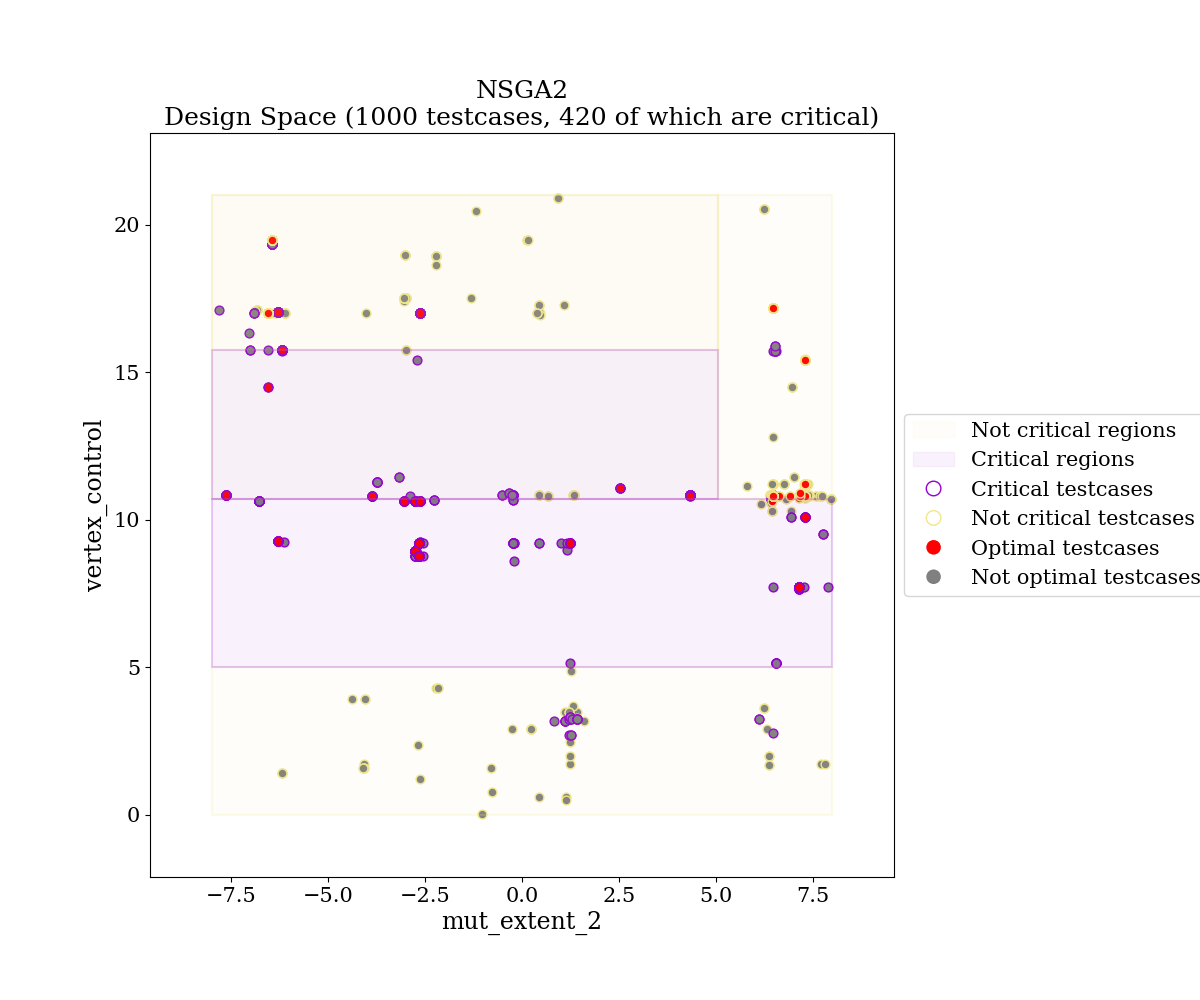 NSGA2
Design Space (1000 testcases, 420 of which are critical)
20
15
10
5
0
vertex_control
−7.5
−5.0
−2.5
0.0
2.5
5.0
7.5
mut_extent_2
Not critical regions
Critical regions
Critical testcases
Not critical testcases
Optimal testcases
Not optimal testcases